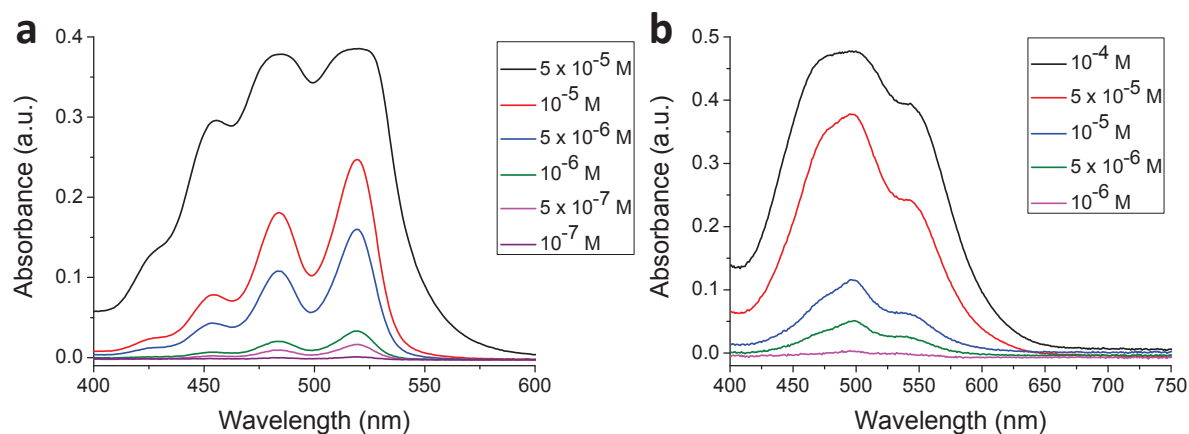 a
0.4
0.3
0.2
0.1
0.0
Absorbance (a.u.)
400 450 500 550 600
Wavelength (nm)
5 x 10⁻⁵ M
10⁻⁵ M
5 x 10⁻⁶ M
10⁻⁶ M
5 x 10⁻⁷ M
10⁻⁷ M
b
0.5
0.4
0.3
0.2
0.1
0.0
Absorbance (a.u.)
400 450 500 550 600 650 700 750
Wavelength (nm)
10⁻⁴ M
5 x 10⁻⁵ M
10⁻⁵ M
5 x 10⁻⁶ M
10⁻⁶ M